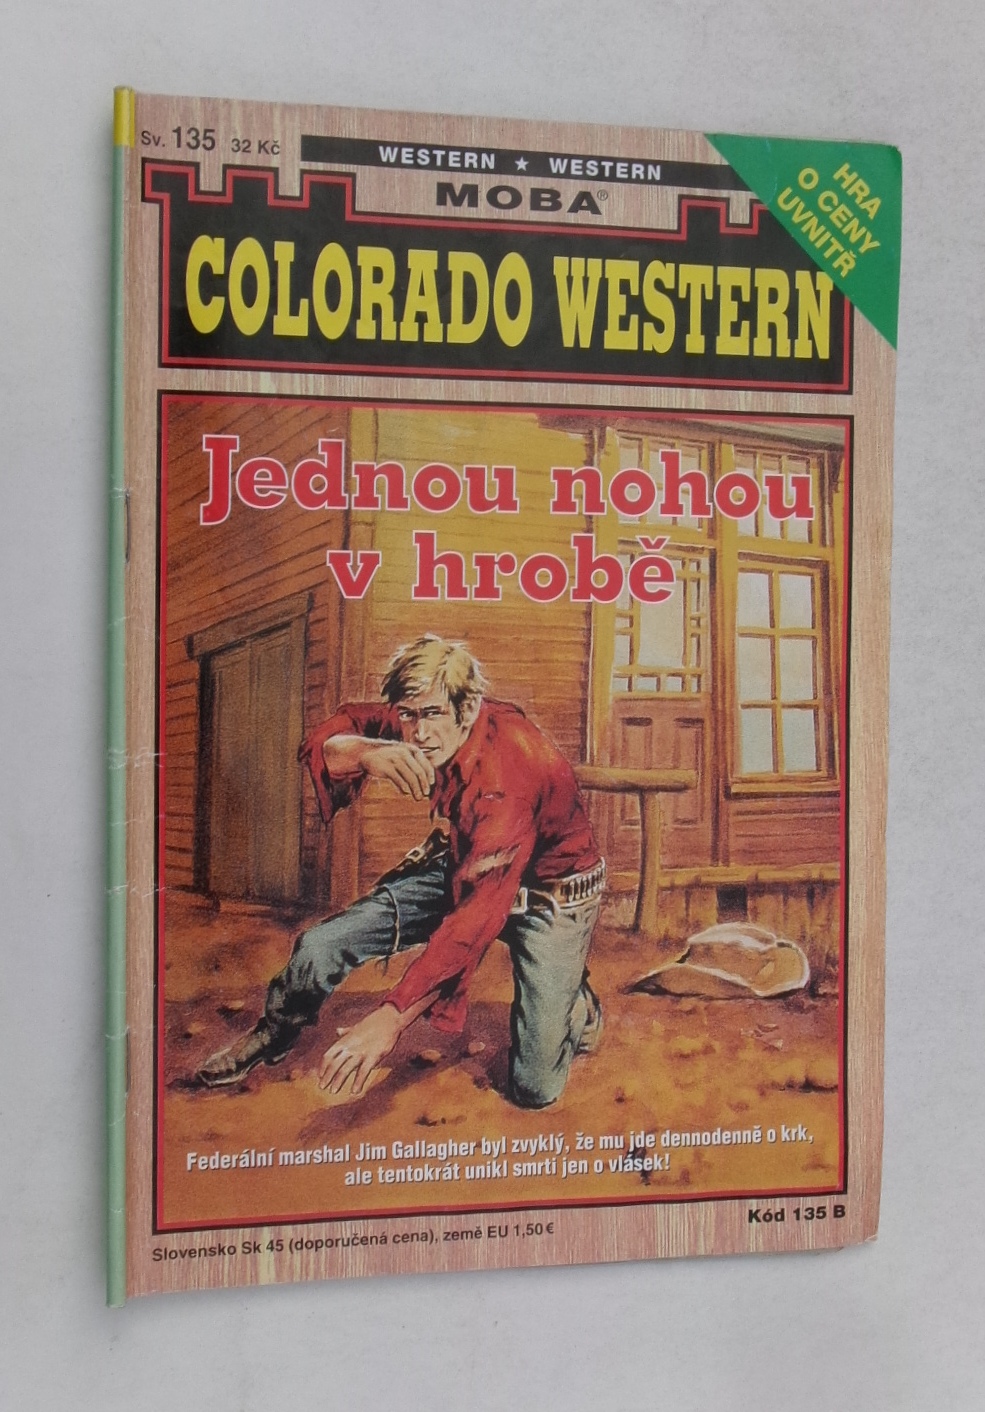 Sv. 135 32 Kč
WESTERN ★ WESTERN
MOBA®
HRA
O CENY
UVNITŘ
COLORADO WESTERN
Jednou nohou
v hrobě
Federální marshal Jim Gallagher byl zvyklý, že mu jde dennodenně o krk,
ale tentokrát unikl smrti jen o vlásek!
Kód 135 B
Slovensko Sk 45 (doporučená cena), země EU 1,50 €